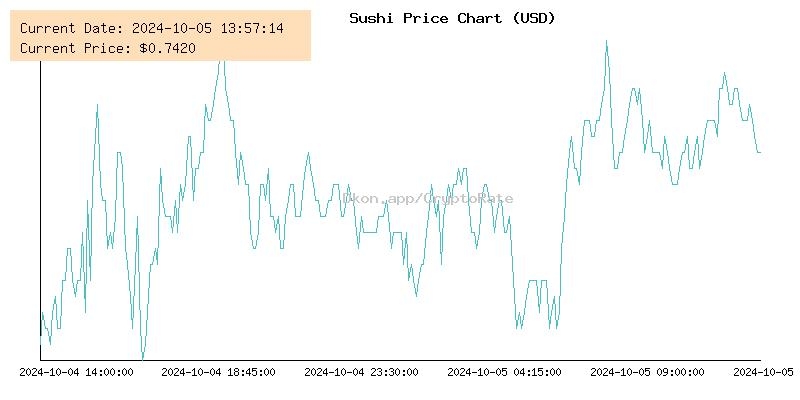 Sushi Price Chart (USD)
Current Date: 2024-10-05 13:57:14
Current Price: $0.7420
Dkon.app/CryptoRate
2024-10-04 14:00:00 2024-10-04 18:45:00 2024-10-04 23:30:00 2024-10-05 04:15:00 2024-10-05 09:00:00 2024-10-05